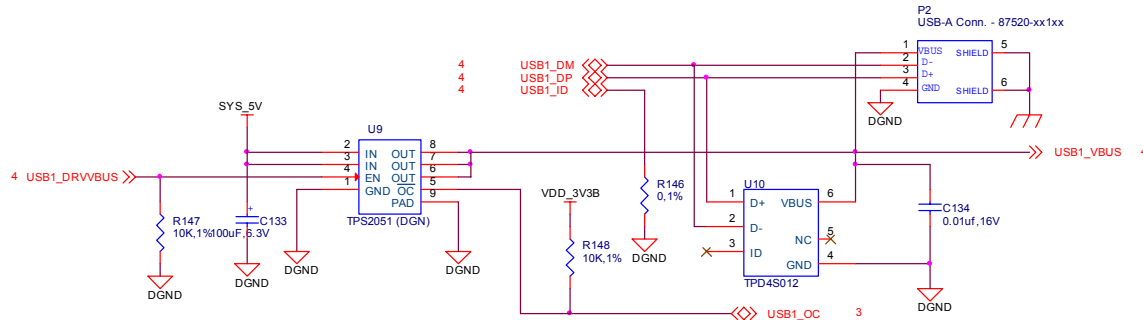 P2
USB-A Conn. - 87520-xx1xx
1 VBUS SHIELD 5
2 D-
3 D+
4 GND SHIELD 6
DGND
4 USB1_DM
4 USB1_DP
4 USB1_ID
SYS_5V
U9
2 IN OUT 8
3 IN OUT 7
4 EN OUT 6
1 GND OC 5
PAD 9
TPS2051 (DGN)
4 USB1_DRVVBUS
USB1_VBUS 4
R147
10K,1%
DGND
+
C133
100uF,6.3V
DGND
DGND
DGND
VDD_3V3B
R148
10K,1%
R146
0,1%
DGND
U10
1 D+ VBUS 6
2 D-
NC 5
3 ID
GND 4
TPD4S012
C134
0.01uf,16V
DGND
USB1_OC 3